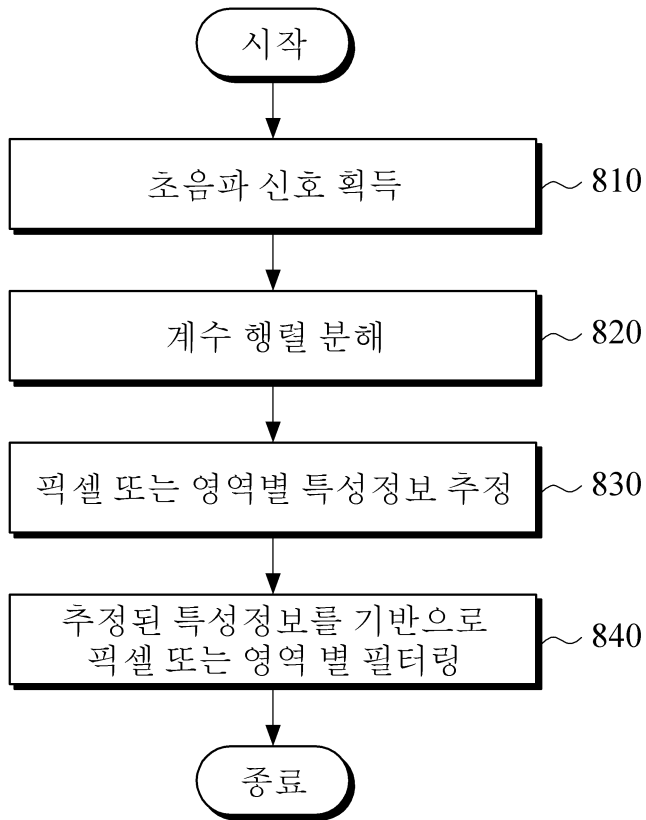 시작
초음파 신호 획득
810
계수 행렬 분해
820
픽셀 또는 영역별 특성정보 추정
830
추정된 특성정보를 기반으로
픽셀 또는 영역 별 필터링
840
종료